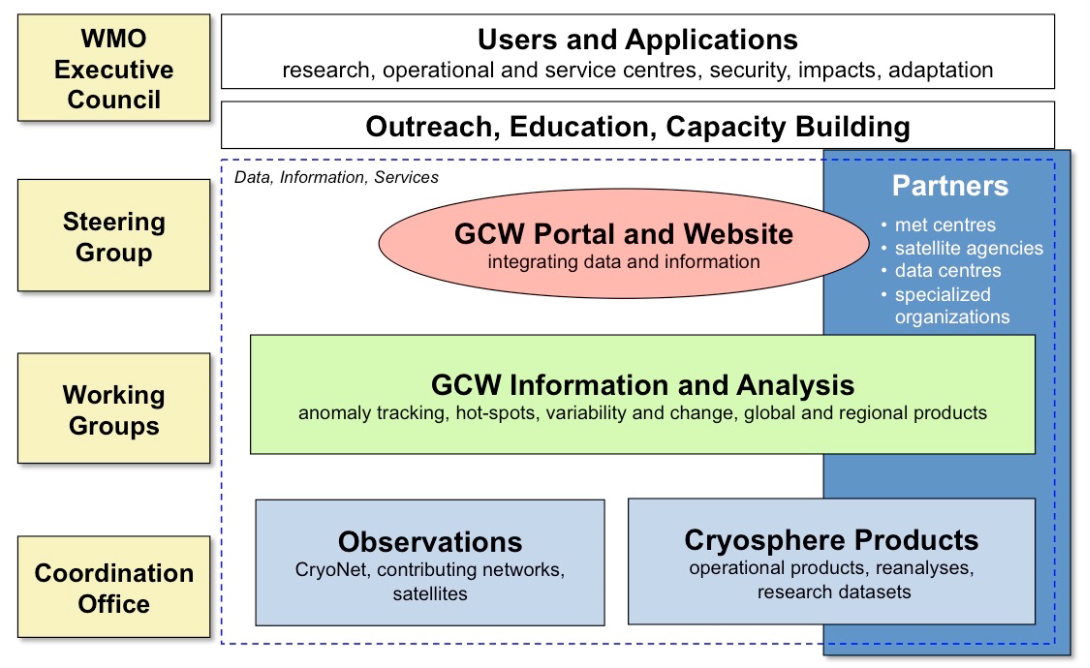 WMO
Executive
Council
Users and Applications
research, operational and service centres, security, impacts, adaptation
Outreach, Education, Capacity Building
Data, Information, Services
Partners
• met centres
• satellite agencies
• data centres
• specialized
organizations
Steering
Group
GCW Portal and Website
integrating data and information
Working
Groups
GCW Information and Analysis
anomaly tracking, hot-spots, variability and change, global and regional products
Coordination
Office
Observations
CryoNet, contributing networks,
satellites
Cryosphere Products
operational products, reanalyses,
research datasets